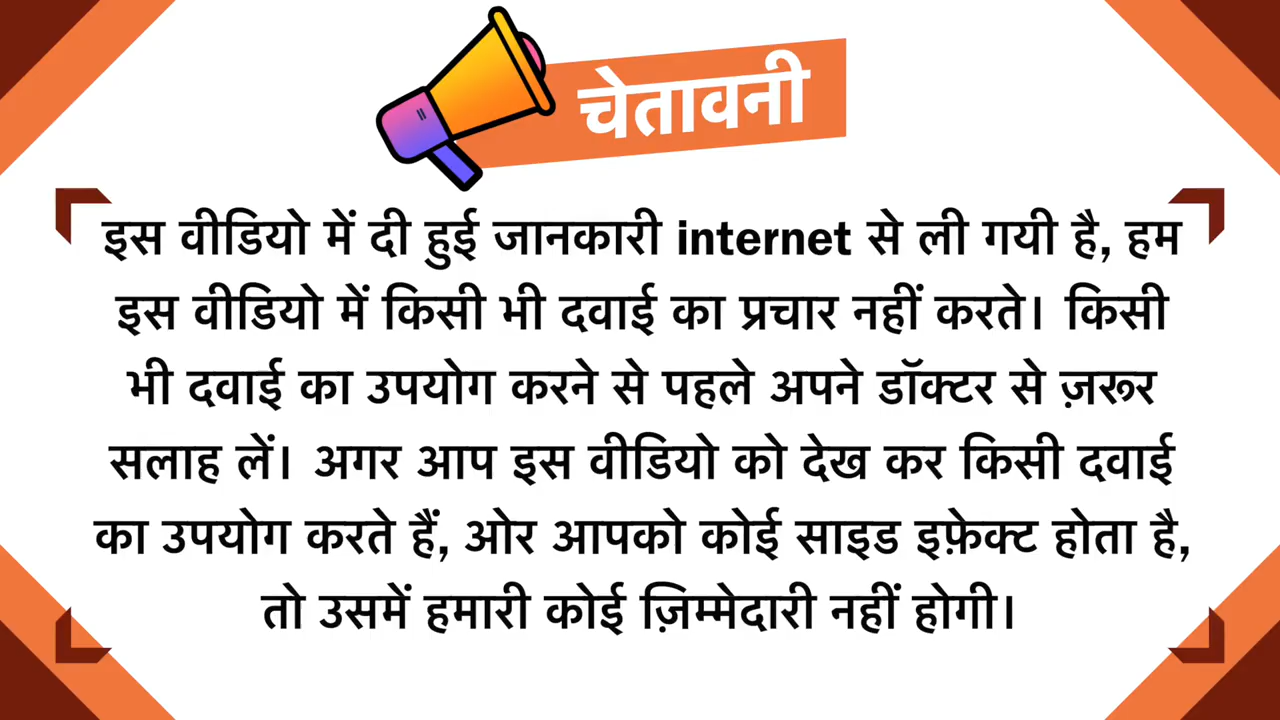 चेतावनी
इस वीडियो में दी हुई जानकारी internet से ली गयी है, हम
इस वीडियो में किसी भी दवाई का प्रचार नहीं करते। किसी
भी दवाई का उपयोग करने से पहले अपने डॉक्टर से ज़रूर
सलाह लें। अगर आप इस वीडियो को देख कर किसी दवाई
का उपयोग करते हैं, ओर आपको कोई साइड इफ़ेक्ट होता है,
तो उसमें हमारी कोई ज़िम्मेदारी नहीं होगी।